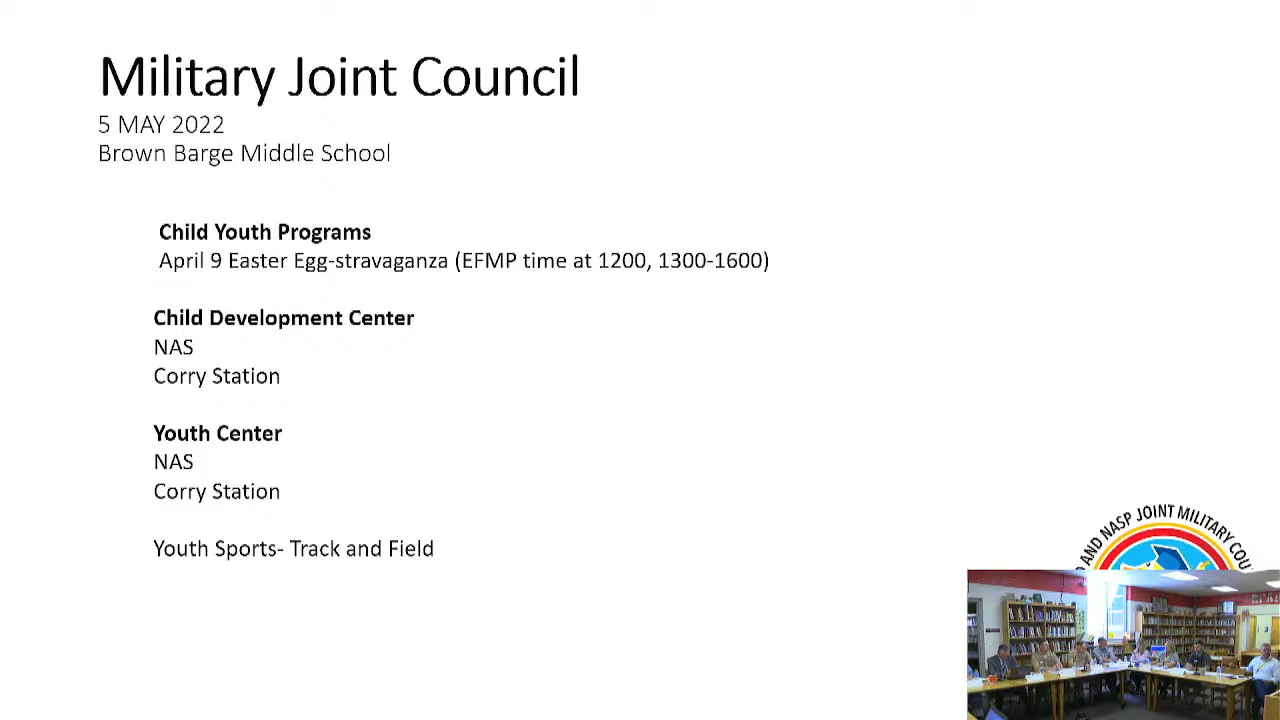 Military Joint Council
5 MAY 2022
Brown Barge Middle School
Child Youth Programs
April 9 Easter Egg-stravaganza (EFMP time at 1200, 1300-1600)
Child Development Center
NAS
Corry Station
Youth Center
NAS
Corry Station
Youth Sports- Track and Field
AND NASP JOINT MILITARY